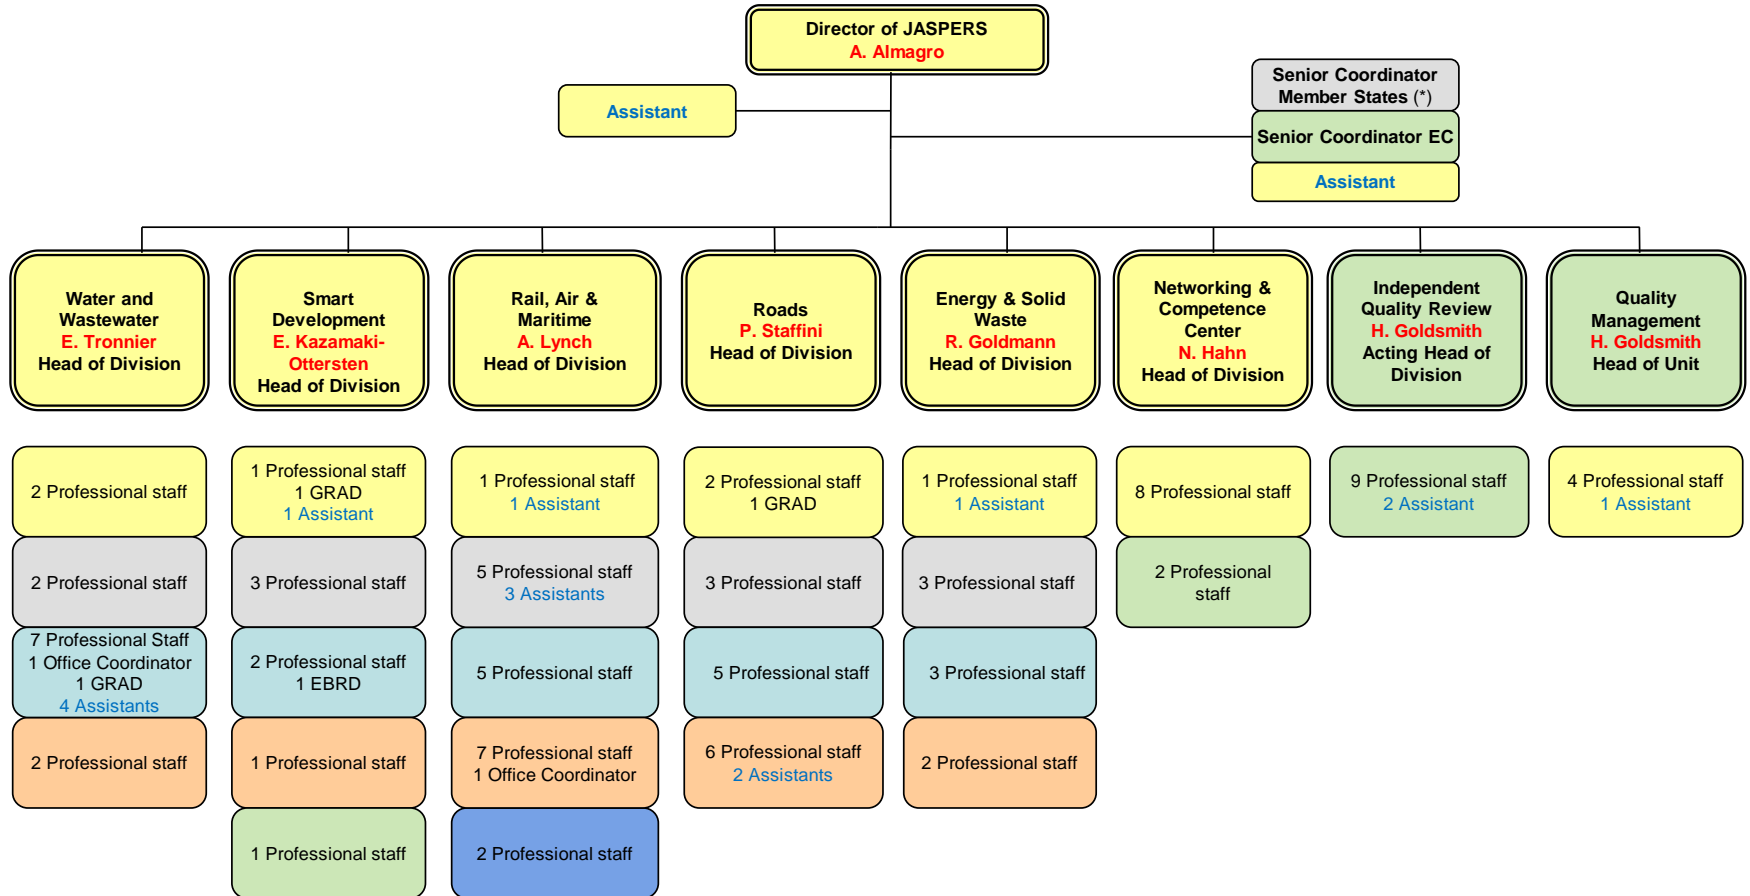 Director of JASPERS
A. Almagro
Assistant
Senior Coordinator
Member States (*)
Senior Coordinator EC
Assistant
Water and
Wastewater
E. Tronnier
Head of Division
Smart
Development
E. Kazamaki-
Ottersten
Head of Division
Rail, Air &
Maritime
A. Lynch
Head of Division
Roads
P. Staffini
Head of Division
Energy & Solid
Waste
R. Goldmann
Head of Division
Networking &
Competence
Center
N. Hahn
Head of Division
Independent
Quality Review
H. Goldsmith
Acting Head of
Division
Quality
Management
H. Goldsmith
Head of Unit
2 Professional staff
1 Professional staff
1 GRAD
1 Assistant
1 Professional staff
1 Assistant
2 Professional staff
1 GRAD
1 Professional staff
1 Assistant
8 Professional staff
9 Professional staff
2 Assistant
4 Professional staff
1 Assistant
2 Professional staff
3 Professional staff
5 Professional staff
3 Assistants
3 Professional staff
3 Professional staff
2 Professional
staff
7 Professional Staff
1 Office Coordinator
1 GRAD
4 Assistants
2 Professional staff
1 EBRD
5 Professional staff
5 Professional staff
3 Professional staff
2 Professional staff
1 Professional staff
7 Professional staff
1 Office Coordinator
6 Professional staff
2 Assistants
2 Professional staff
1 Professional staff
2 Professional staff